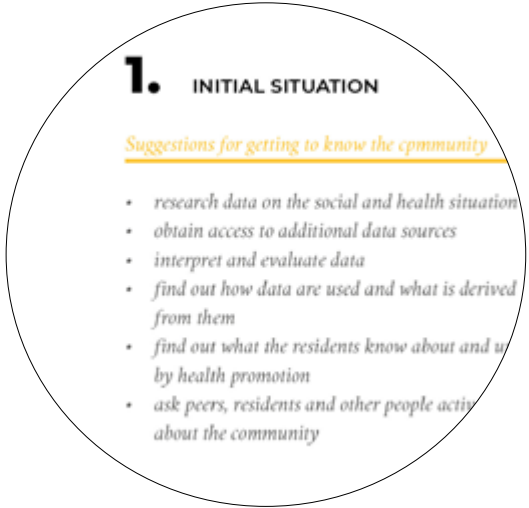 1. INITIAL SITUATION
Suggestions for getting to know the cpmmunity
• research data on the social and health situation
• obtain access to additional data sources
• interpret and evaluate data
• find out how data are used and what is derived
from them
• find out what the residents know about and
by health promotion
• ask peers, residents and other people
about the community